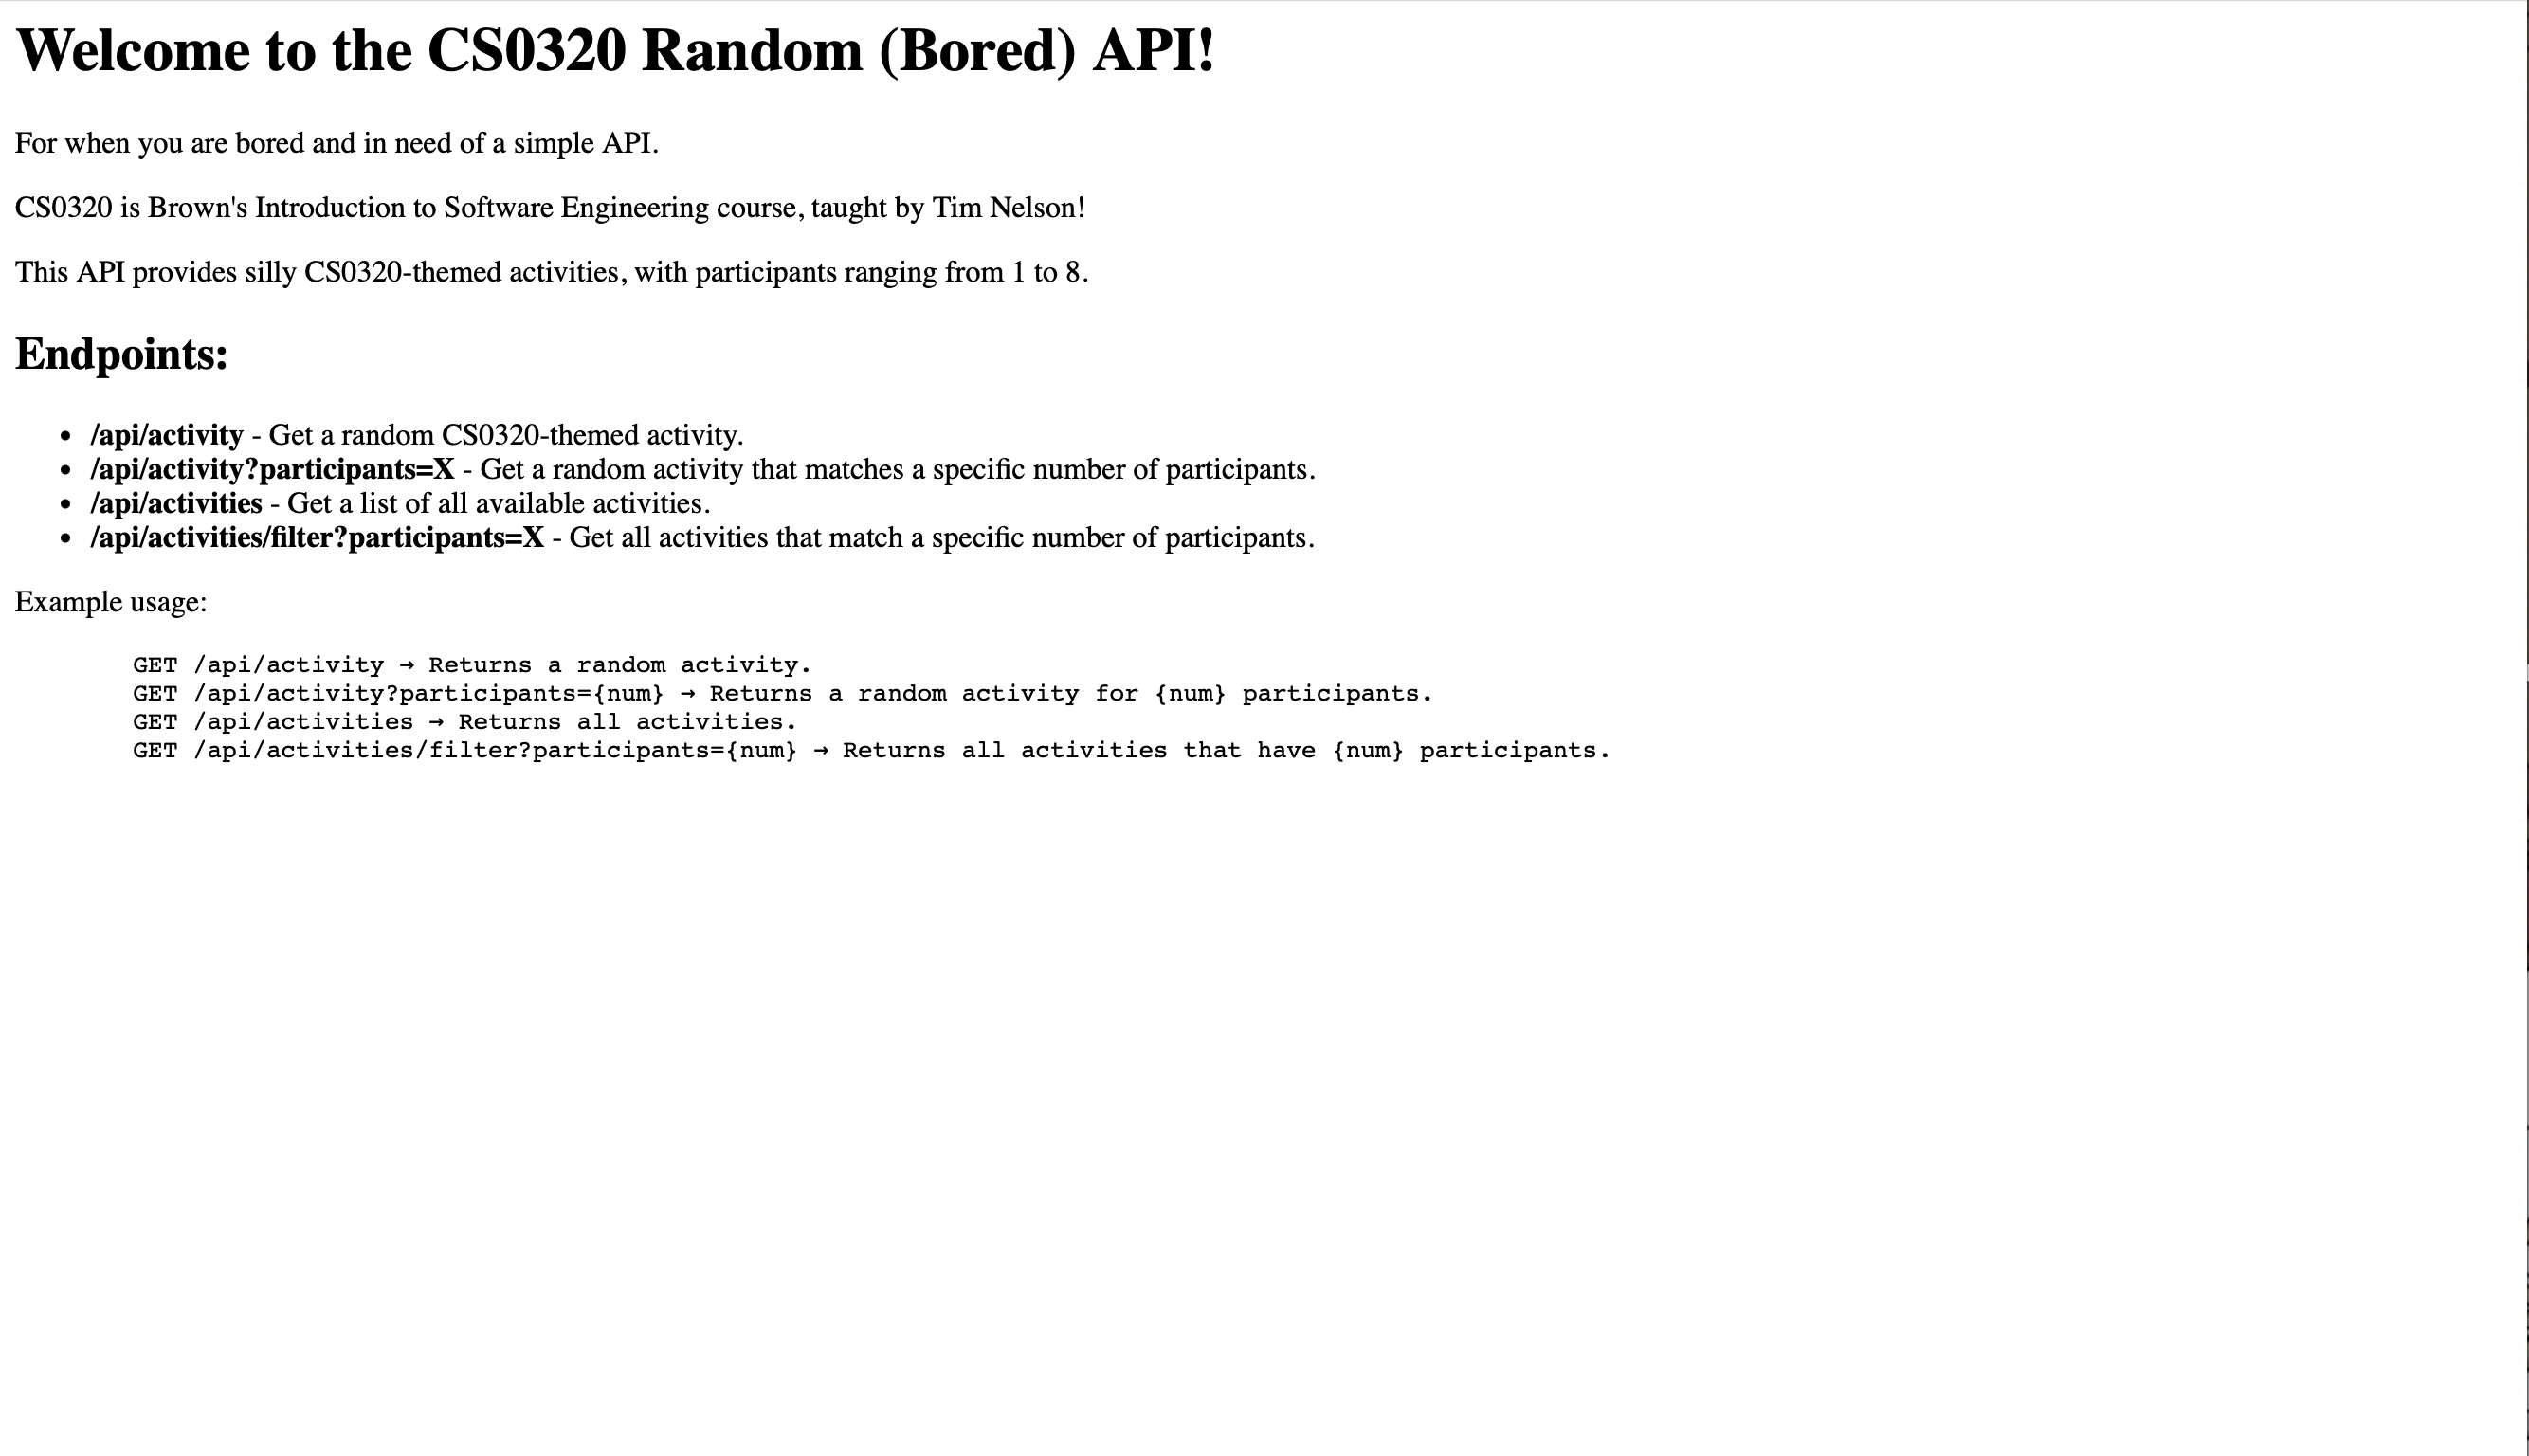 Welcome to the CS0320 Random (Bored) API!
For when you are bored and in need of a simple API.
CS0320 is Brown's Introduction to Software Engineering course, taught by Tim Nelson!
This API provides silly CS0320-themed activities, with participants ranging from 1 to 8.
Endpoints:
• /api/activity - Get a random CS0320-themed activity.
• /api/activity?participants=X - Get a random activity that matches a specific number of participants.
• /api/activities - Get a list of all available activities.
• /api/activities/filter?participants=X - Get all activities that match a specific number of participants.
Example usage:
GET /api/activity → Returns a random activity.
GET /api/activity?participants={num} → Returns a random activity for {num} participants.
GET /api/activities → Returns all activities.
GET /api/activities/filter?participants={num} → Returns all activities that have {num} participants.